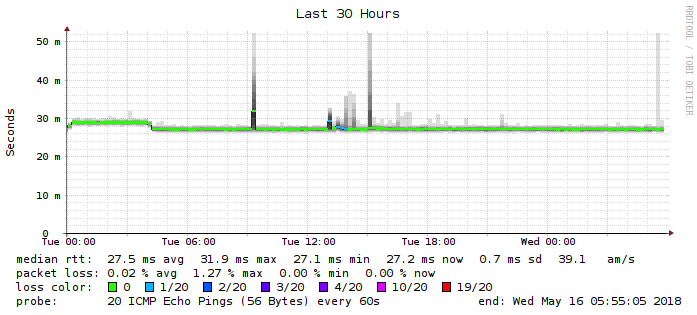 Last 30 Hours
RRDTOOL / TOBI OETIKER
Seconds
50 m
40 m
30 m
20 m
10 m
0
Tue 00:00 Tue 06:00 Tue 12:00 Tue 18:00 Wed 00:00
median rtt: 27.5 ms avg 31.9 ms max 27.1 ms min 27.2 ms now 0.7 ms sd 39.1 am/s
packet loss: 0.02 % avg 1.27 % max 0.00 % min 0.00 % now
loss color: 0 1/20 2/20 3/20 4/20 10/20 19/20
probe: 20 ICMP Echo Pings (56 Bytes) every 60s end: Wed May 16 05:55:05 2018